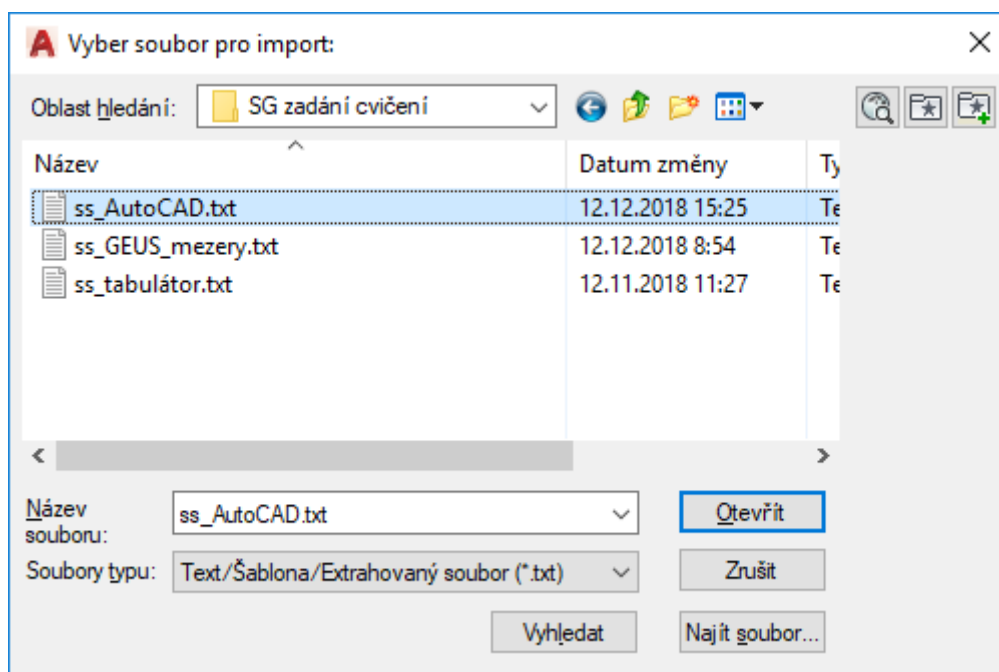 Vyber soubor pro import:
Oblast hledání: SG zadání cvičení
Název Datum změny Ty
ss_AutoCAD.txt 12.12.2018 15:25 Te
ss_GEUS_mezery.txt 12.12.2018 8:54 Te
ss_tabulátor.txt 12.11.2018 11:27 Te
Název souboru: ss_AutoCAD.txt Otevřít
Soubory typu: Text/Šablona/Extrahovaný soubor (*.txt) Zrušit
Vyhledat Najít soubor...